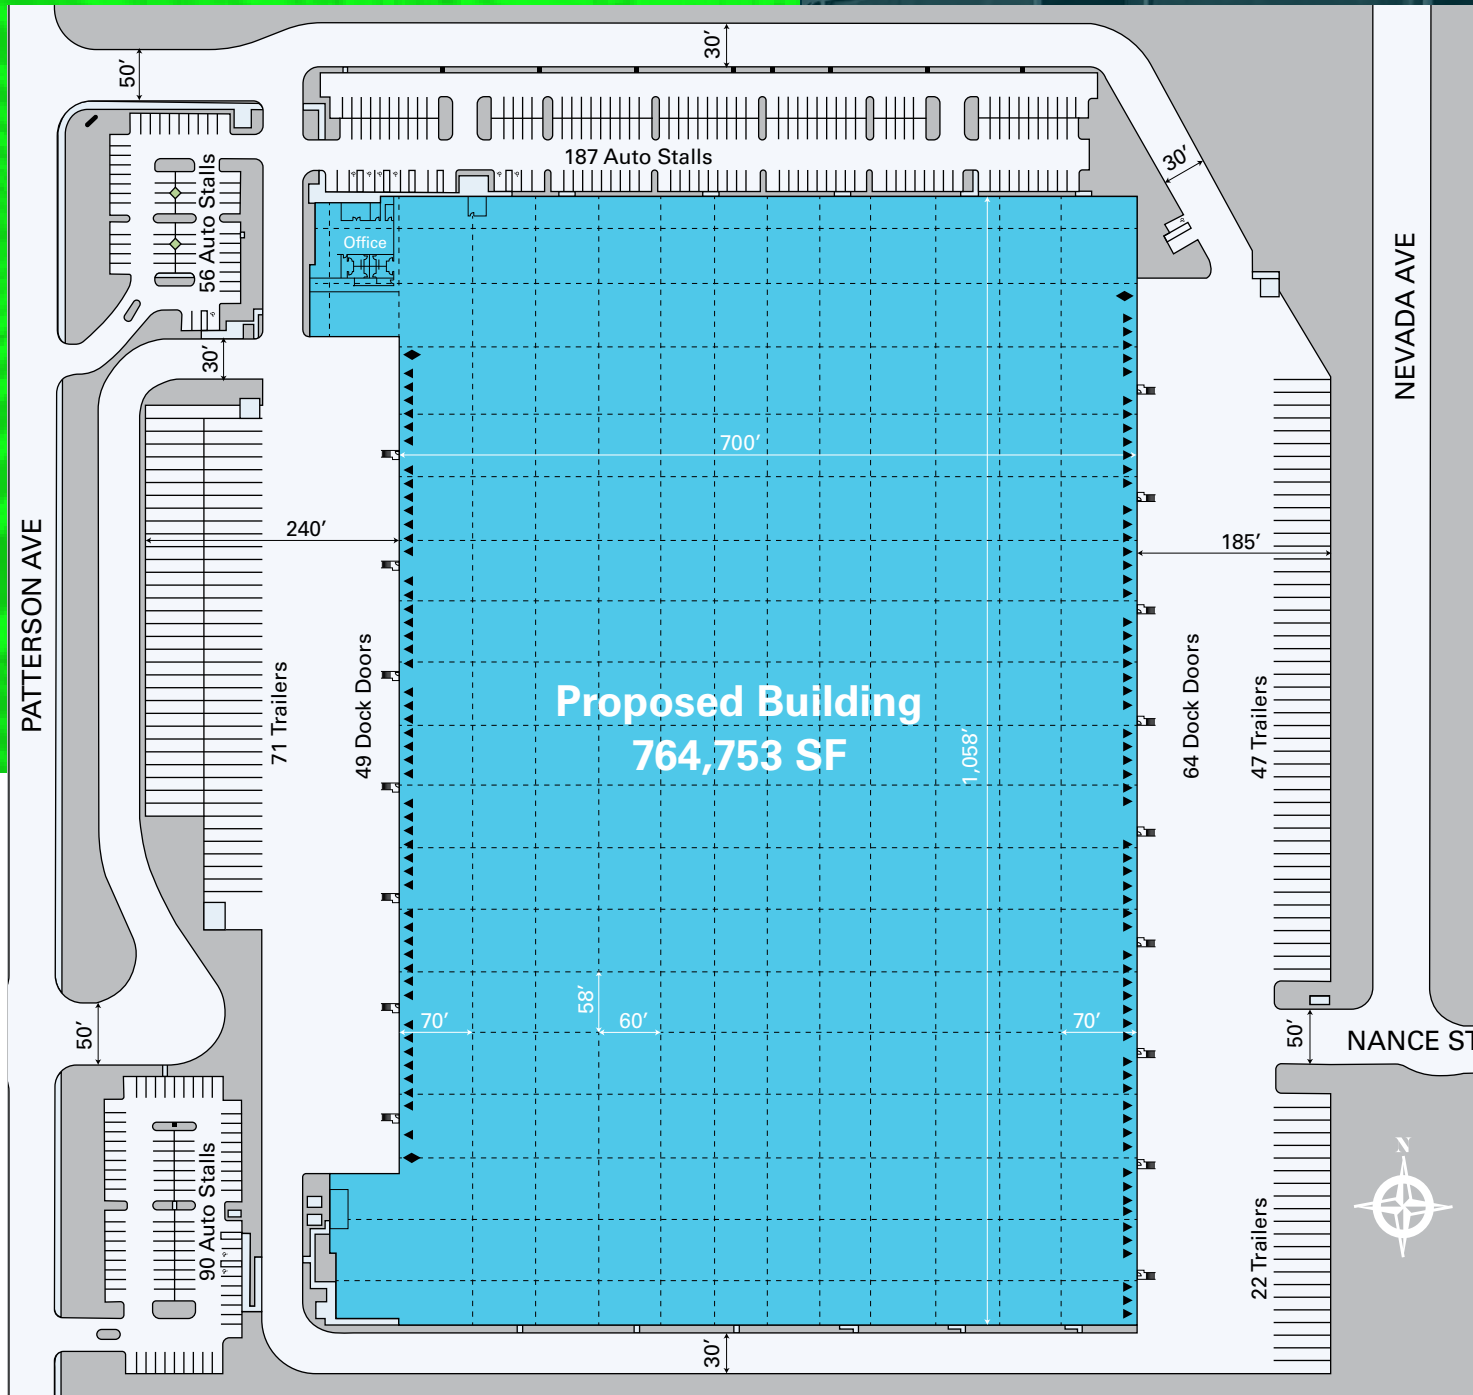 30′
50′
187 Auto Stalls
30′
56 Auto Stalls
Office
NEVADA AVE
30′
700′
240′
185′
PATTERSON AVE
71 Trailers
49 Dock Doors
Proposed Building
764,753 SF
1,058′
64 Dock Doors
47 Trailers
58′
70′
60′
70′
50′
50′
NANCE ST
N
90 Auto Stalls
22 Trailers
30′